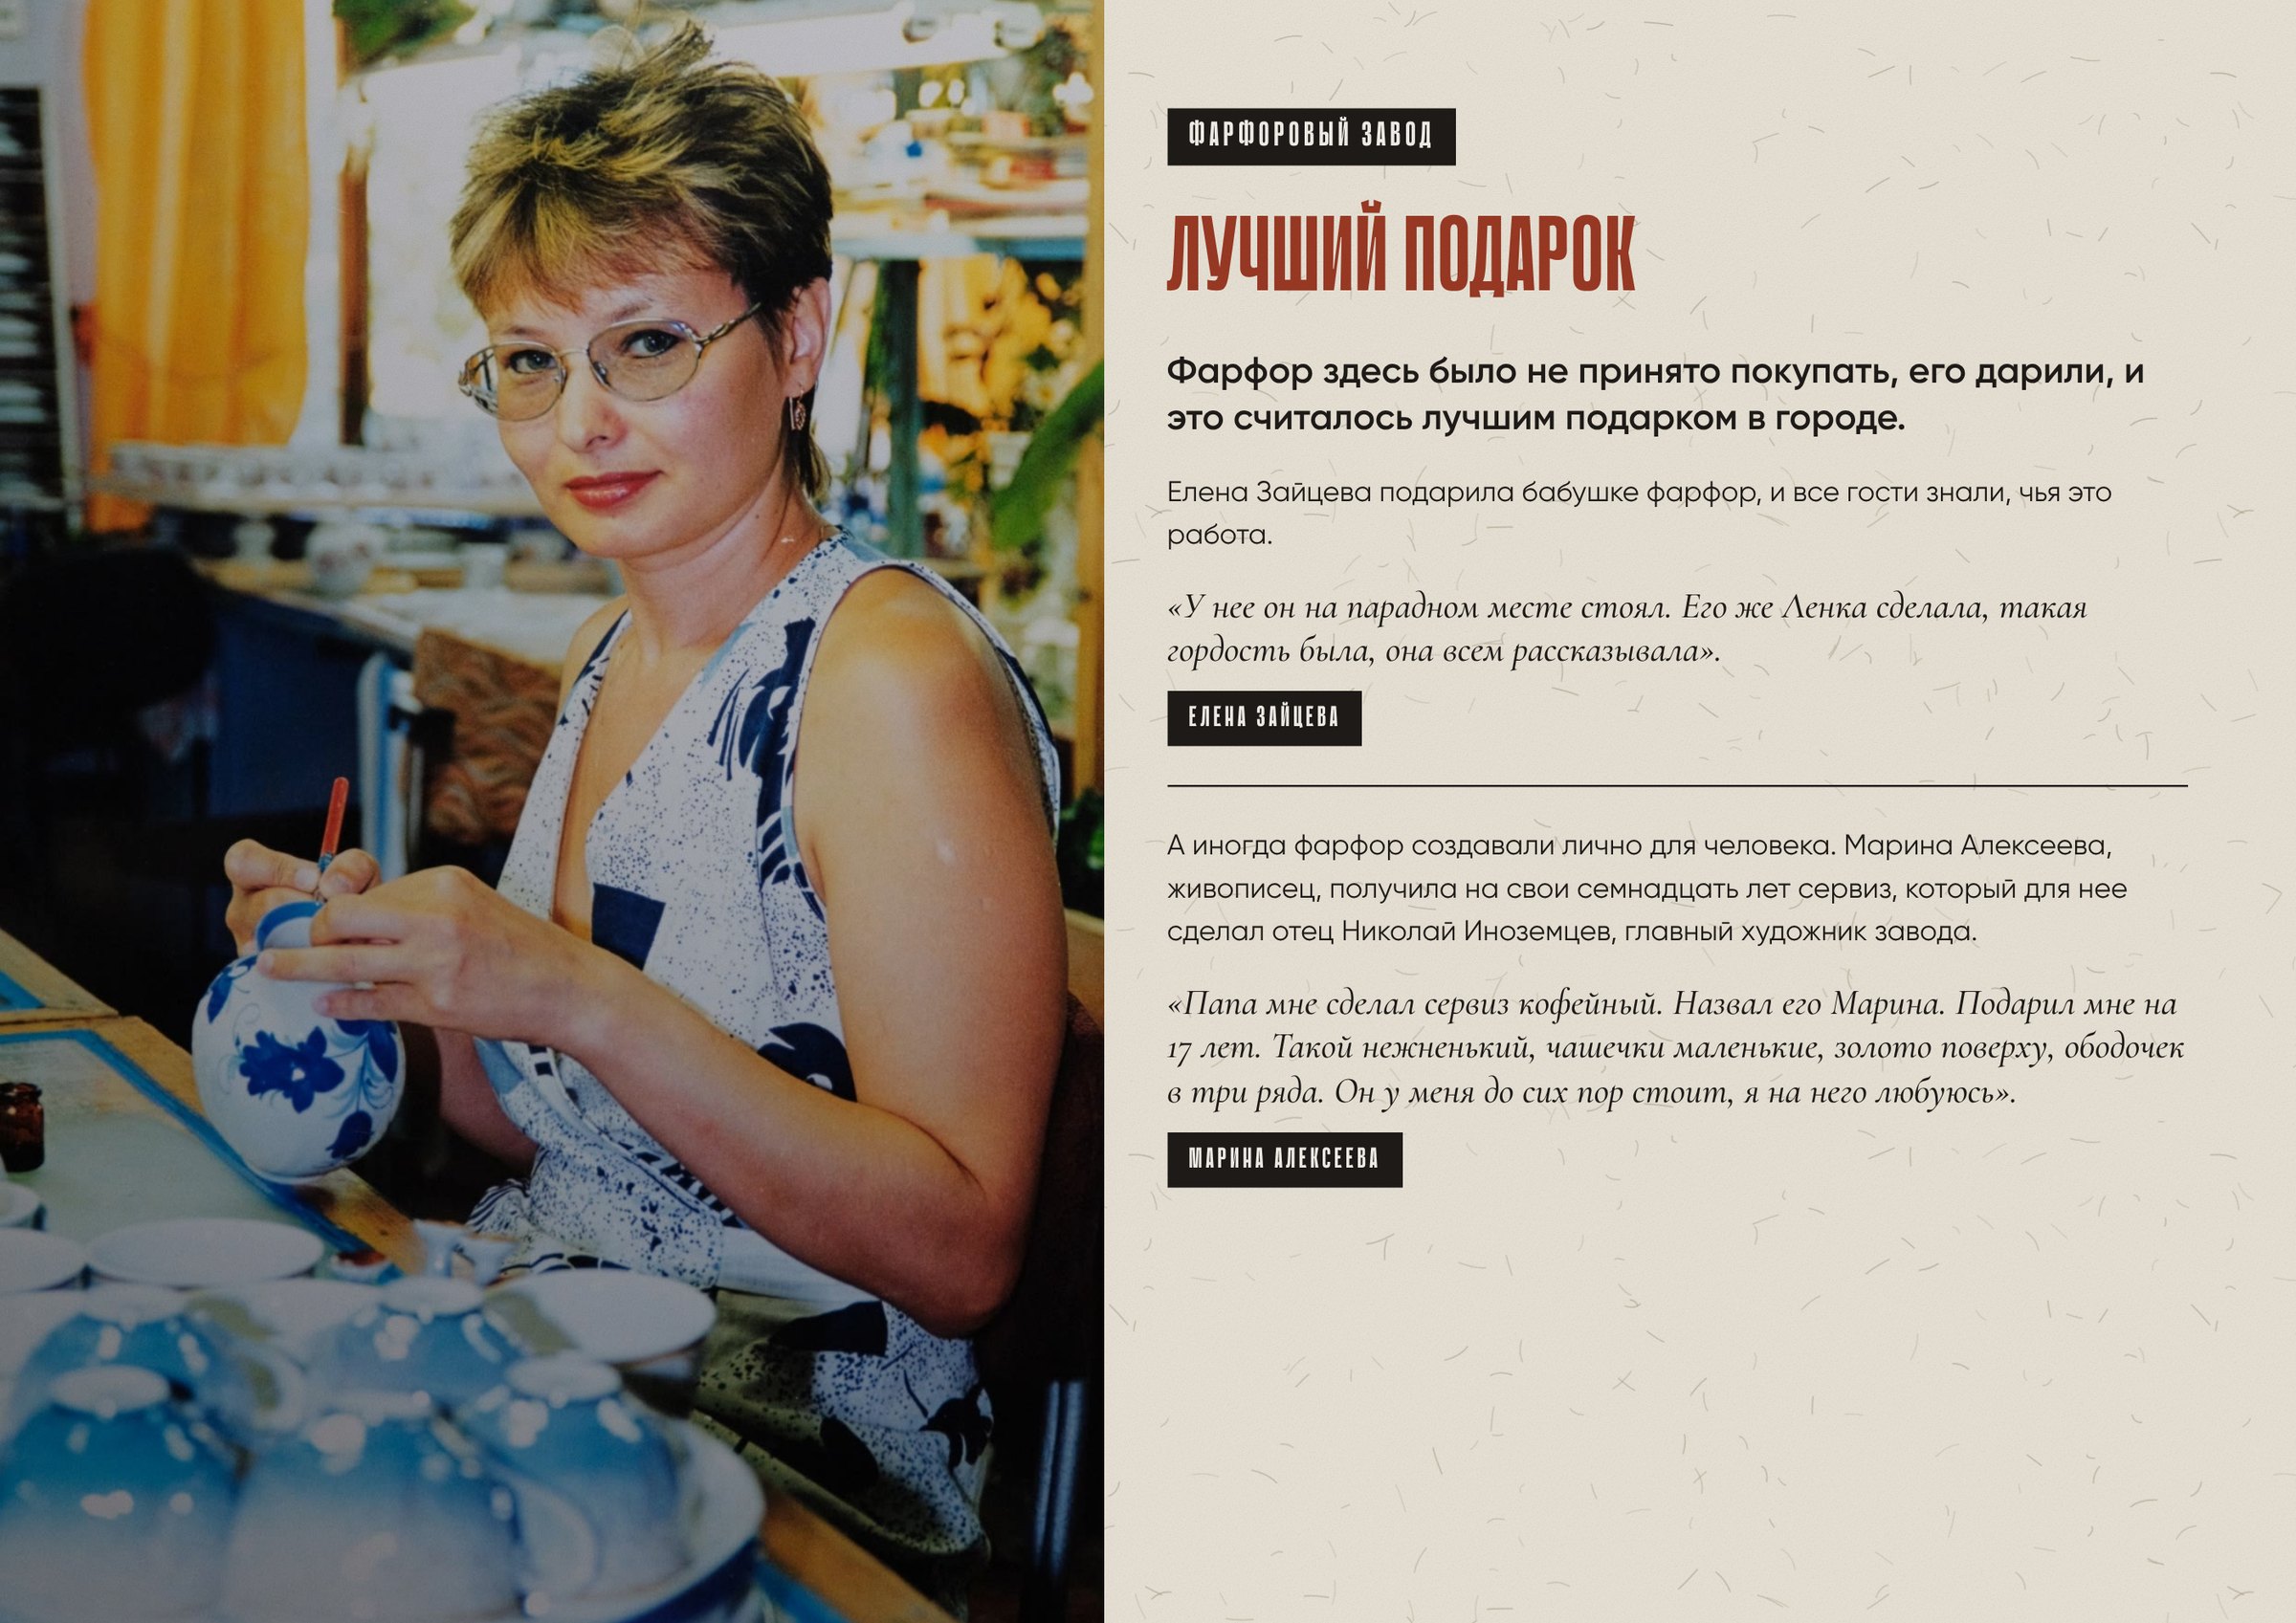 ФАРФОРОВЫЙ ЗАВОД
ЛУЧШИЙ ПОДАРОК
Фарфор здесь было не принято покупать, его дарили, и
это считалось лучшим подарком в городе.
Елена Зайцева подарила бабушке фарфор, и все гости знали, чья это
работа.
«У нее он на парадном месте стоял. Его же Ленка сделала, такая
гордость была, она всем рассказывала».
ЕЛЕНА ЗАЙЦЕВА
А иногда фарфор создавали лично для человека. Марина Алексеева,
живописец, получила на свои семнадцать лет сервиз, который для нее
сделал отец Николай Иноземцев, главный художник завода.
«Папа мне сделал сервиз кофейный. Назвал его Марина. Подарил мне на
17 лет. Такой нежненький, чашечки маленькие, золото поверху, ободочек
в три ряда. Он у меня до сих пор стоит, я на него любуюсь».
МАРИНА АЛЕКСЕЕВА